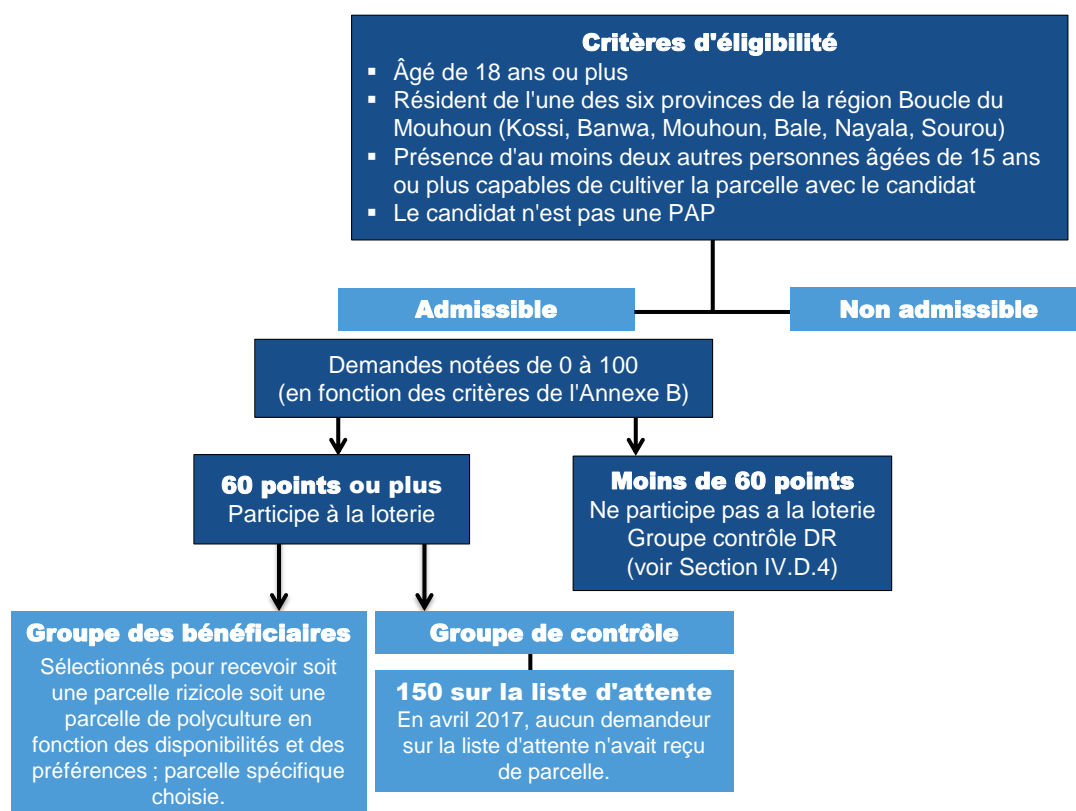 Critères d'éligibilité
▪ Âgé de 18 ans ou plus
▪ Résident de l'une des six provinces de la région Boucle du
Mouhoun (Kossi, Banwa, Mouhoun, Bale, Nayala, Sourou)
▪ Présence d'au moins deux autres personnes âgées de 15 ans
ou plus capables de cultiver la parcelle avec le candidat
▪ Le candidat n'est pas une PAP
Admissible
Non admissible
Demandes notées de 0 à 100
(en fonction des critères de l'Annexe B)
60 points ou plus
Participe à la loterie
Moins de 60 points
Ne participe pas a la loterie
Groupe contrôle DR
(voir Section IV.D.4)
Groupe des bénéficiaires
Sélectionnés pour recevoir soit
une parcelle rizicole soit une
parcelle de polyculture en
fonction des disponibilités et des
préférences ; parcelle spécifique
choisie.
Groupe de contrôle
150 sur la liste d'attente
En avril 2017, aucun demandeur
sur la liste d'attente n'avait reçu
de parcelle.